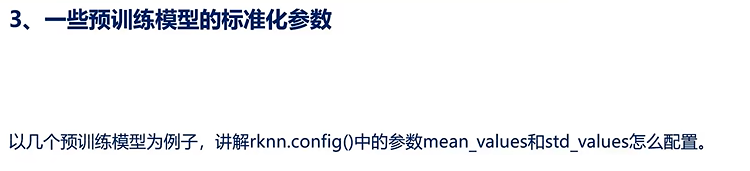 3、一些预训练模型的标准化参数
以几个预训练模型为例子，讲解rknn.config()中的参数mean_values和std_values怎么配置。